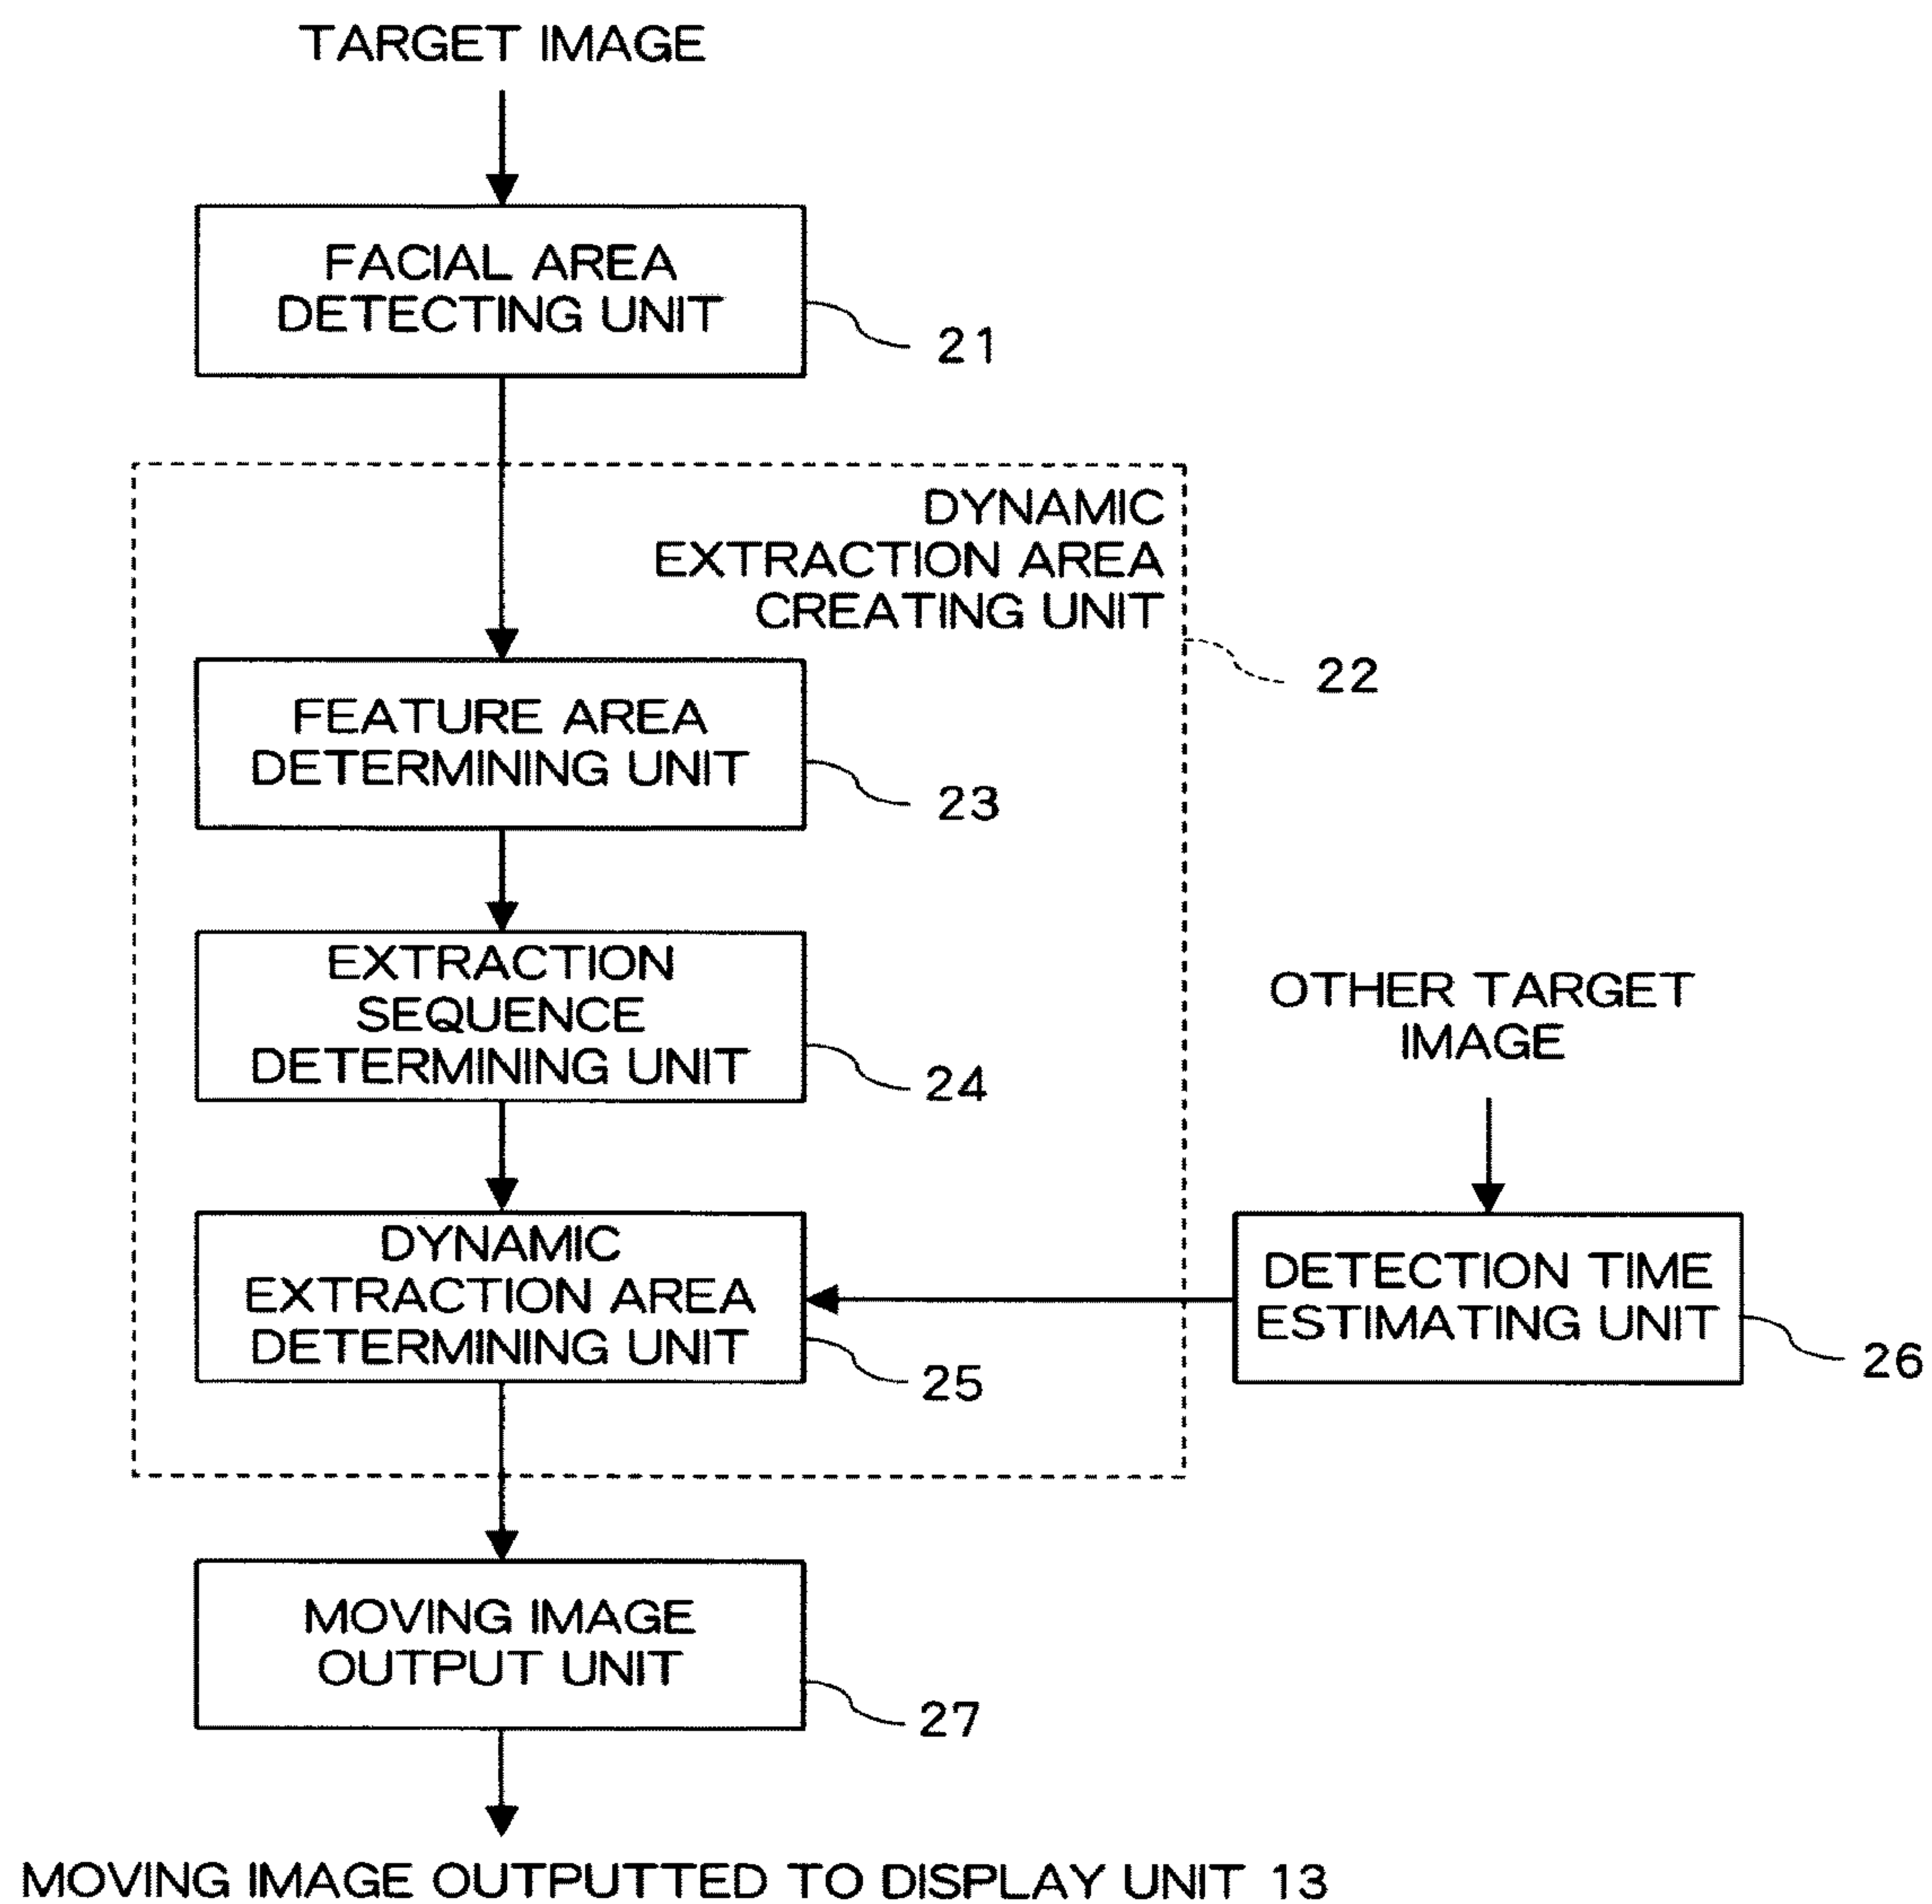 TARGET IMAGE
FACIAL AREA
DETECTING UNIT
21
DYNAMIC
EXTRACTION AREA
CREATING UNIT
22
FEATURE AREA
DETERMINING UNIT
23
EXTRACTION
SEQUENCE
DETERMINING UNIT
24
OTHER TARGET
IMAGE
DYNAMIC
EXTRACTION AREA
DETERMINING UNIT
25
DETECTION TIME
ESTIMATING UNIT
26
MOVING IMAGE
OUTPUT UNIT
27
MOVING IMAGE OUTPUTTED TO DISPLAY UNIT 13